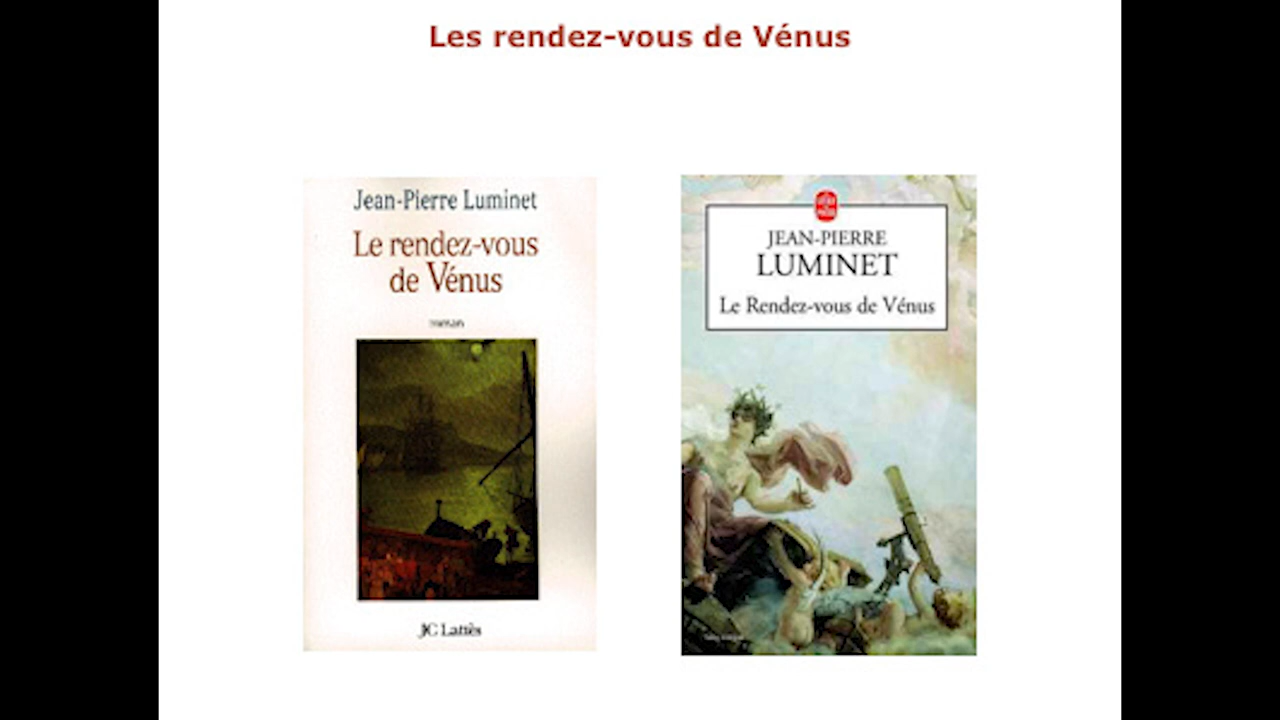 Les rendez-vous de Vénus
Jean-Pierre Luminet
Le rendez-vous
de Vénus
roman
JC Lattès
JEAN-PIERRE
LUMINET
Le Rendez-vous de Vénus